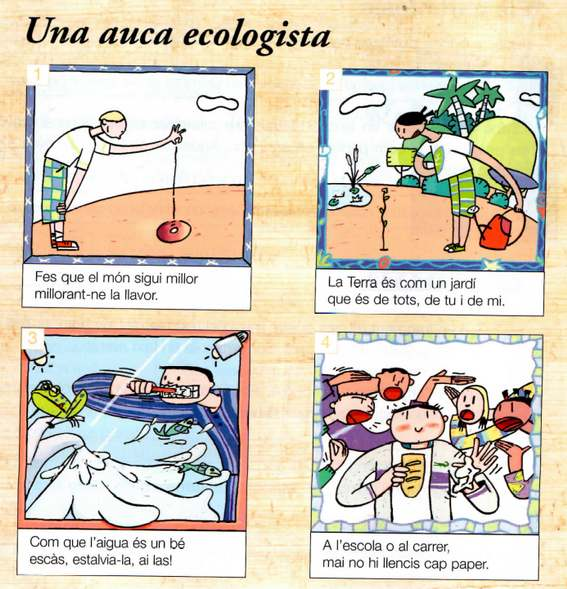 Una auca ecologista
1
Fes que el món sigui millor
millorant-ne la llavor.
2
La Terra és com un jardí
que és de tots, de tu i de mi.
3
Com que l'aigua és un bé
escàs, estalvia-la, ai las!
4
A l'escola o al carrer,
mai no hi llencis cap paper.